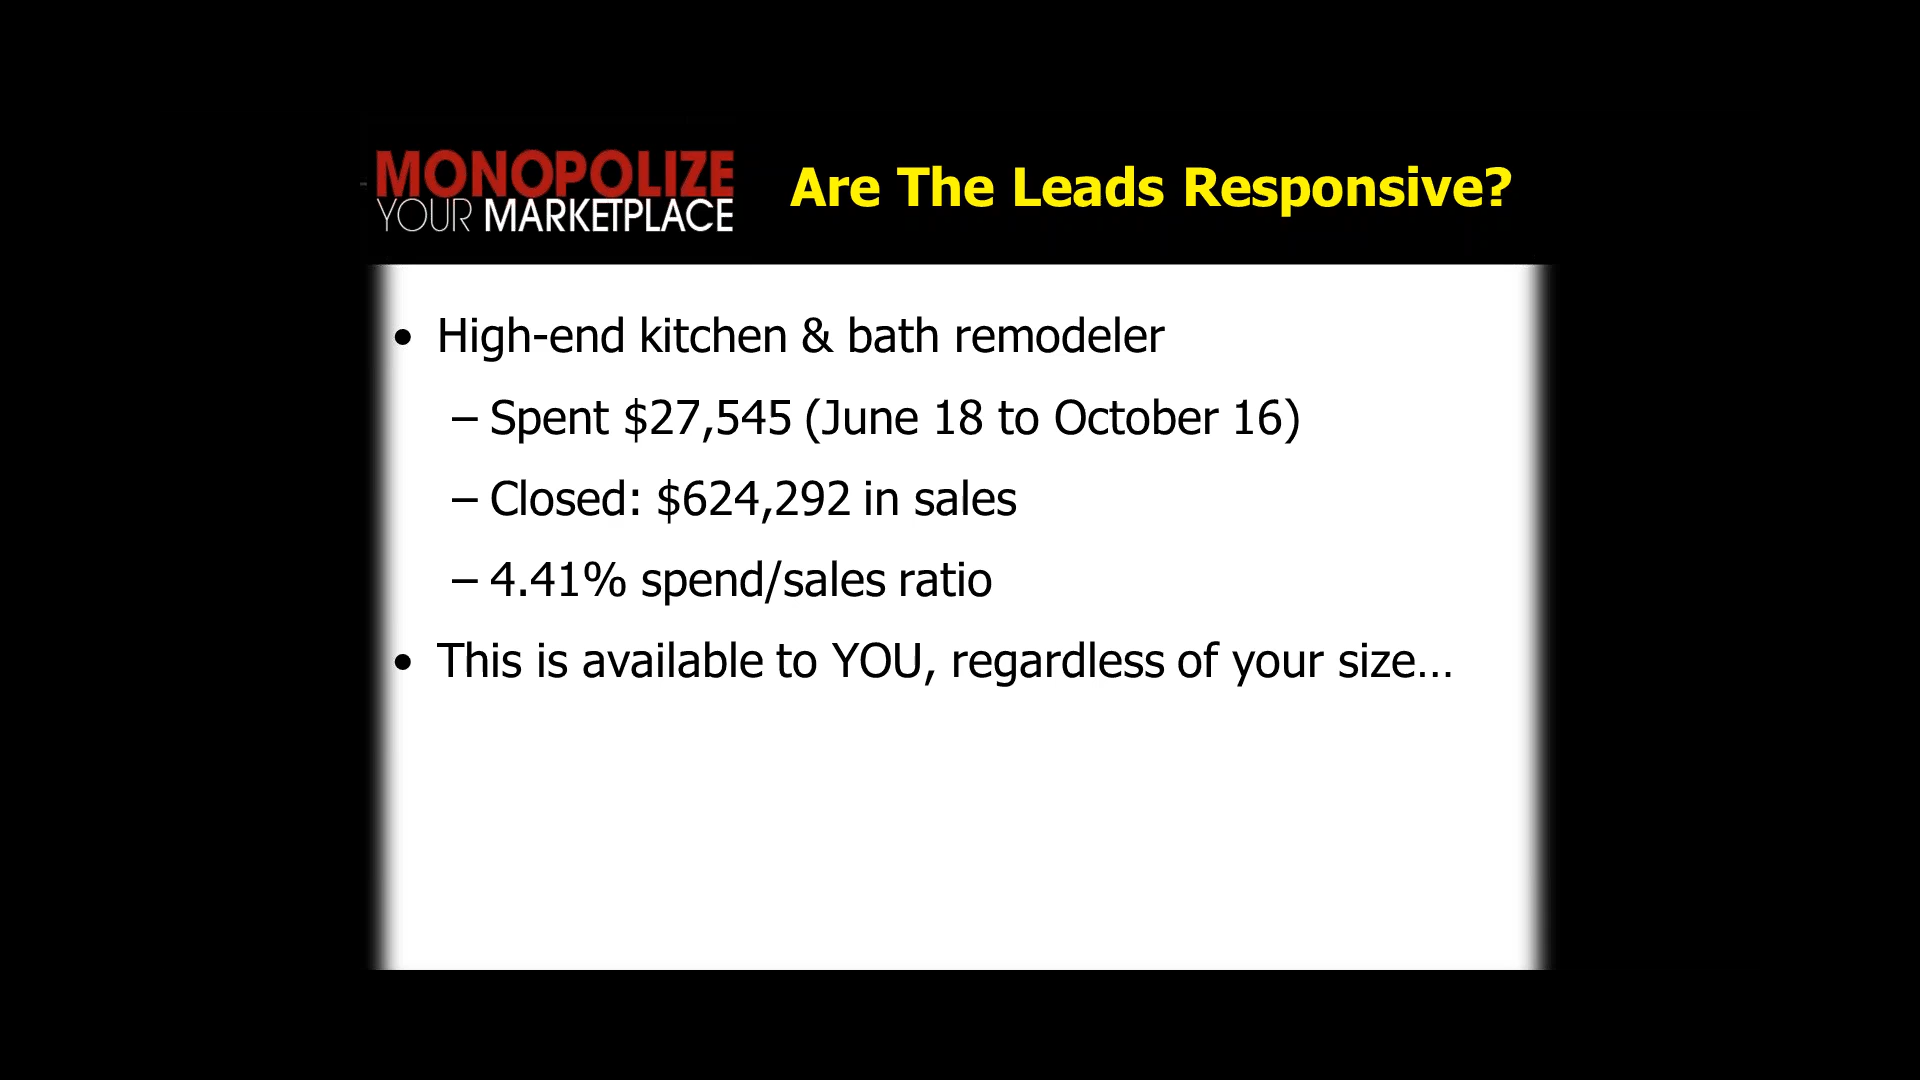 MONOPOLIZE
YOUR MARKETPLACE
Are The Leads Responsive?
• High-end kitchen & bath remodeler
– Spent $27,545 (June 18 to October 16)
– Closed: $624,292 in sales
– 4.41% spend/sales ratio
• This is available to YOU, regardless of your size…